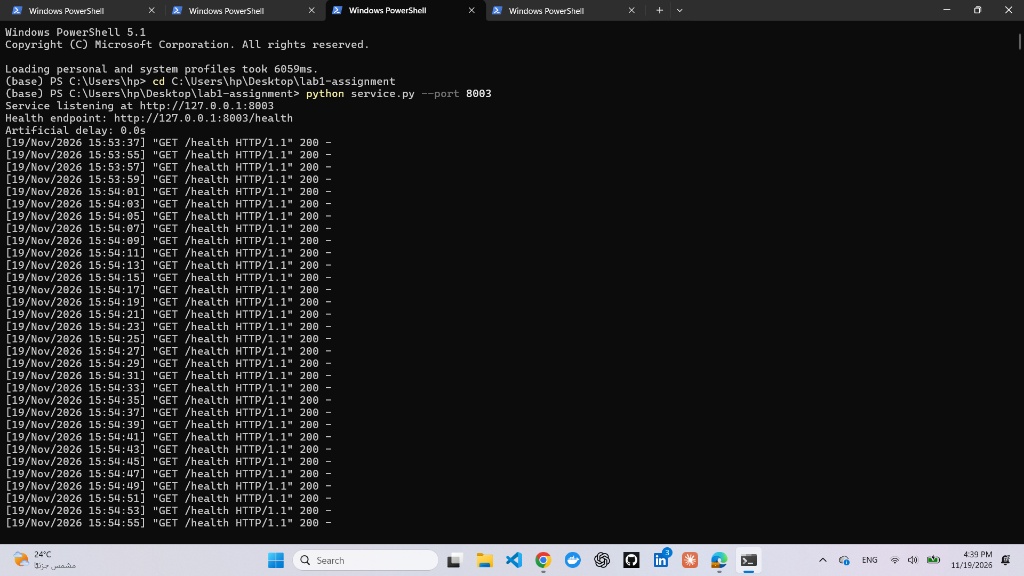 Windows PowerShell
Windows PowerShell
Windows PowerShell
Windows PowerShell
Windows PowerShell 5.1
Copyright (C) Microsoft Corporation. All rights reserved.
Loading personal and system profiles took 6059ms.
(base) PS C:\Users\hp> cd C:\Users\hp\Desktop\lab1-assignment
(base) PS C:\Users\hp\Desktop\lab1-assignment> python service.py --port 8003
Service listening at http://127.0.0.1:8003
Health endpoint: http://127.0.0.1:8003/health
Artificial delay: 0.0s
[19/Nov/2026 15:53:37] "GET /health HTTP/1.1" 200 -
[19/Nov/2026 15:53:55] "GET /health HTTP/1.1" 200 -
[19/Nov/2026 15:53:57] "GET /health HTTP/1.1" 200 -
[19/Nov/2026 15:53:59] "GET /health HTTP/1.1" 200 -
[19/Nov/2026 15:54:01] "GET /health HTTP/1.1" 200 -
[19/Nov/2026 15:54:03] "GET /health HTTP/1.1" 200 -
[19/Nov/2026 15:54:05] "GET /health HTTP/1.1" 200 -
[19/Nov/2026 15:54:07] "GET /health HTTP/1.1" 200 -
[19/Nov/2026 15:54:09] "GET /health HTTP/1.1" 200 -
[19/Nov/2026 15:54:11] "GET /health HTTP/1.1" 200 -
[19/Nov/2026 15:54:13] "GET /health HTTP/1.1" 200 -
[19/Nov/2026 15:54:15] "GET /health HTTP/1.1" 200 -
[19/Nov/2026 15:54:17] "GET /health HTTP/1.1" 200 -
[19/Nov/2026 15:54:19] "GET /health HTTP/1.1" 200 -
[19/Nov/2026 15:54:21] "GET /health HTTP/1.1" 200 -
[19/Nov/2026 15:54:23] "GET /health HTTP/1.1" 200 -
[19/Nov/2026 15:54:25] "GET /health HTTP/1.1" 200 -
[19/Nov/2026 15:54:27] "GET /health HTTP/1.1" 200 -
[19/Nov/2026 15:54:29] "GET /health HTTP/1.1" 200 -
[19/Nov/2026 15:54:31] "GET /health HTTP/1.1" 200 -
[19/Nov/2026 15:54:33] "GET /health HTTP/1.1" 200 -
[19/Nov/2026 15:54:35] "GET /health HTTP/1.1" 200 -
[19/Nov/2026 15:54:37] "GET /health HTTP/1.1" 200 -
[19/Nov/2026 15:54:39] "GET /health HTTP/1.1" 200 -
[19/Nov/2026 15:54:41] "GET /health HTTP/1.1" 200 -
[19/Nov/2026 15:54:43] "GET /health HTTP/1.1" 200 -
[19/Nov/2026 15:54:45] "GET /health HTTP/1.1" 200 -
[19/Nov/2026 15:54:47] "GET /health HTTP/1.1" 200 -
[19/Nov/2026 15:54:49] "GET /health HTTP/1.1" 200 -
[19/Nov/2026 15:54:51] "GET /health HTTP/1.1" 200 -
[19/Nov/2026 15:54:53] "GET /health HTTP/1.1" 200 -
[19/Nov/2026 15:54:55] "GET /health HTTP/1.1" 200 -
24°C
مشمس جزئيًا
Search
3
ENG
4:39 PM
11/19/2026